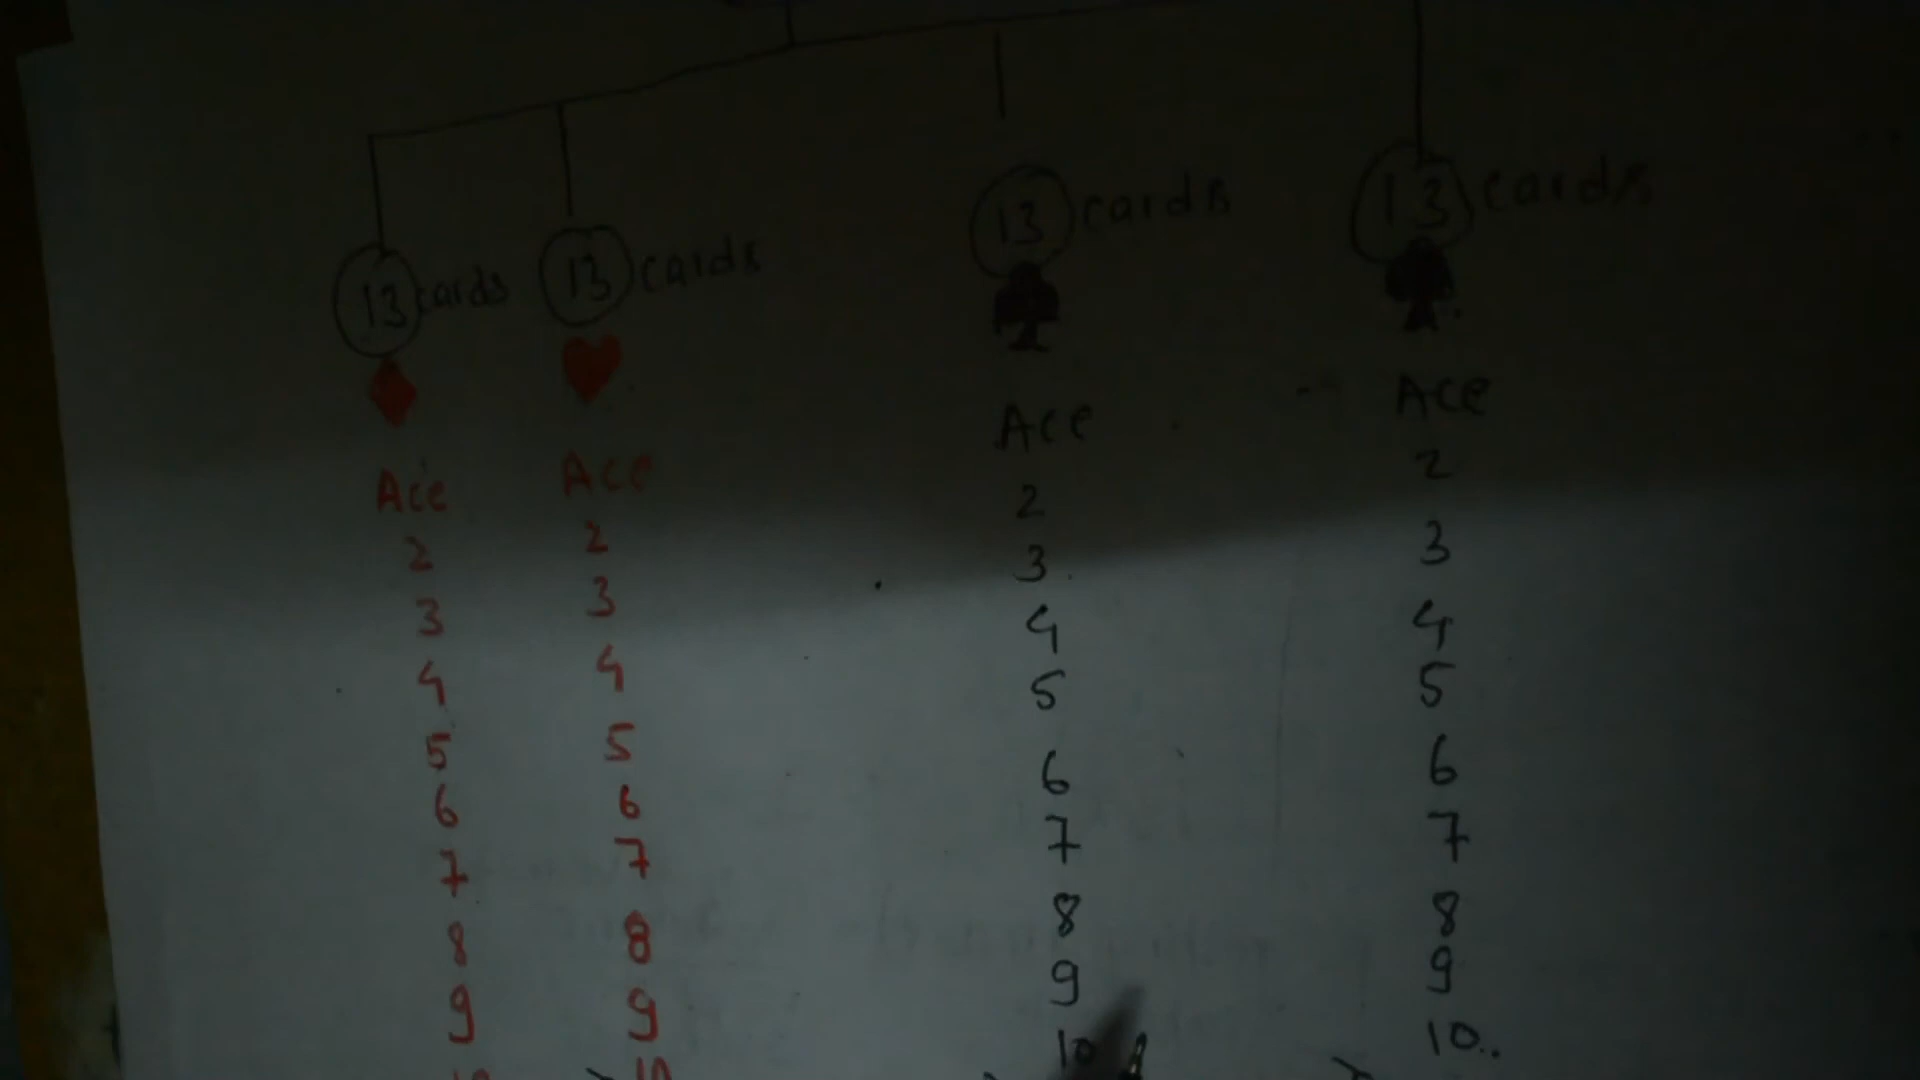 13 cards 13 cards 13 cards 13 cards
Ace Ace Ace Ace
2 2 2 2
3 3 3 3
4 4 4 4
5 5 5 5
6 6 6 6
7 7 7 7
8 8 8 8
9 9 9 9
10 10 10 10..